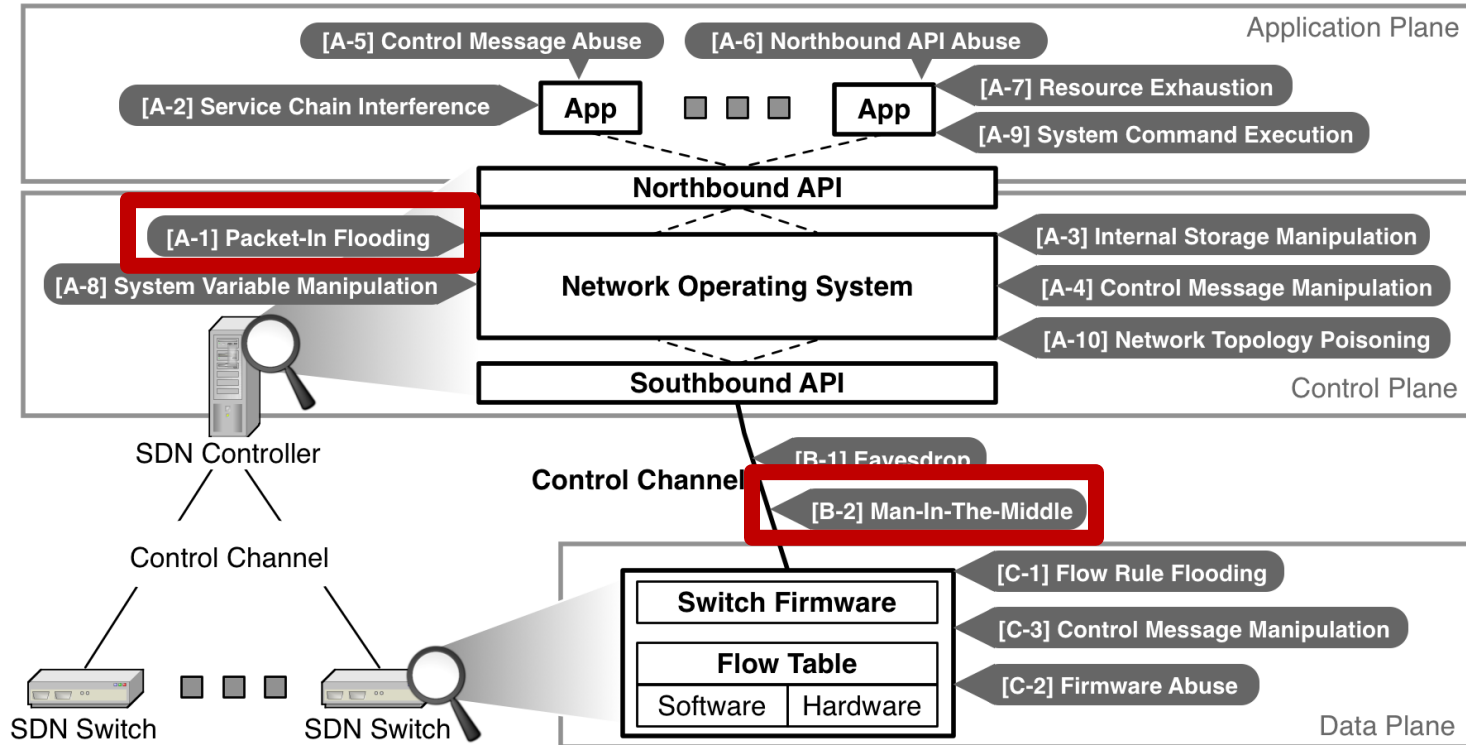 Application Plane
[A-5] Control Message Abuse
[A-6] Northbound API Abuse
[A-2] Service Chain Interference
App
App
[A-7] Resource Exhaustion
[A-9] System Command Execution
Northbound API
[A-1] Packet-In Flooding
[A-8] System Variable Manipulation
Network Operating System
[A-3] Internal Storage Manipulation
[A-4] Control Message Manipulation
[A-10] Network Topology Poisoning
Southbound API
Control Plane
SDN Controller
Control Channel
[B-1] Eavesdrop
[B-2] Man-In-The-Middle
Control Channel
SDN Switch
SDN Switch
Switch Firmware
Flow Table
Software
Hardware
[C-1] Flow Rule Flooding
[C-3] Control Message Manipulation
[C-2] Firmware Abuse
Data Plane